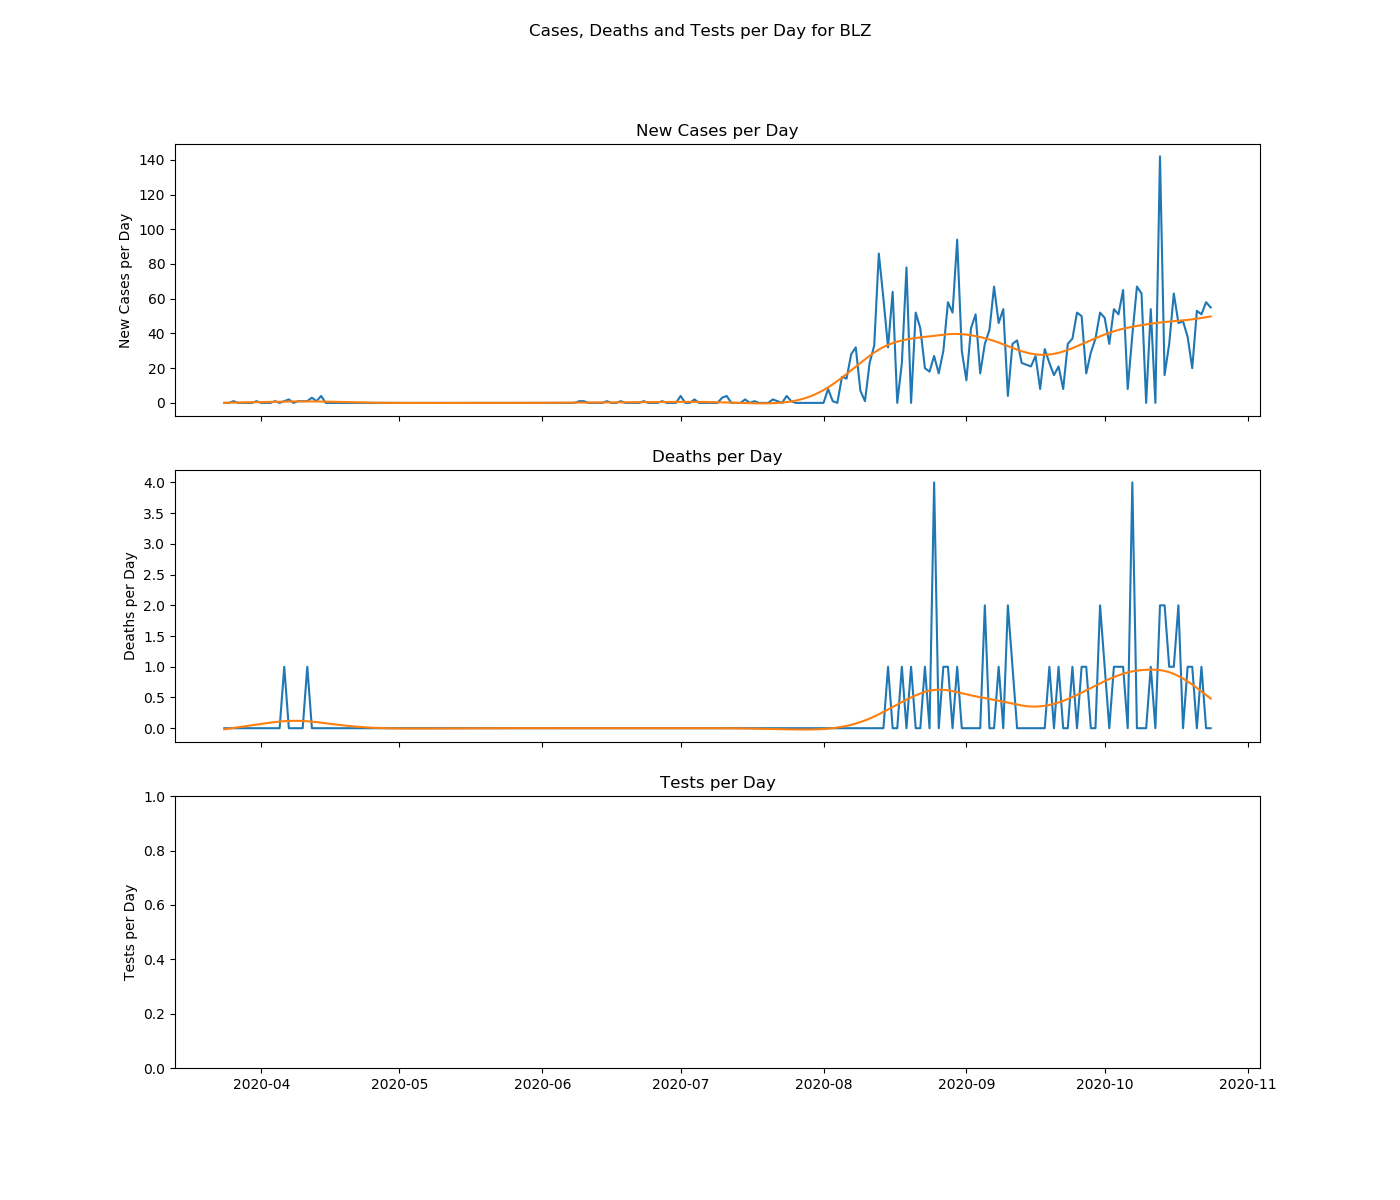 Cases, Deaths and Tests per Day for BLZ
New Cases per Day
New Cases per Day
140
120
100
80
60
40
20
0
Deaths per Day
Deaths per Day
4.0
3.5
3.0
2.5
2.0
1.5
1.0
0.5
0.0
Tests per Day
Tests per Day
1.0
0.8
0.6
0.4
0.2
0.0
2020-04 2020-05 2020-06 2020-07 2020-08 2020-09 2020-10 2020-11